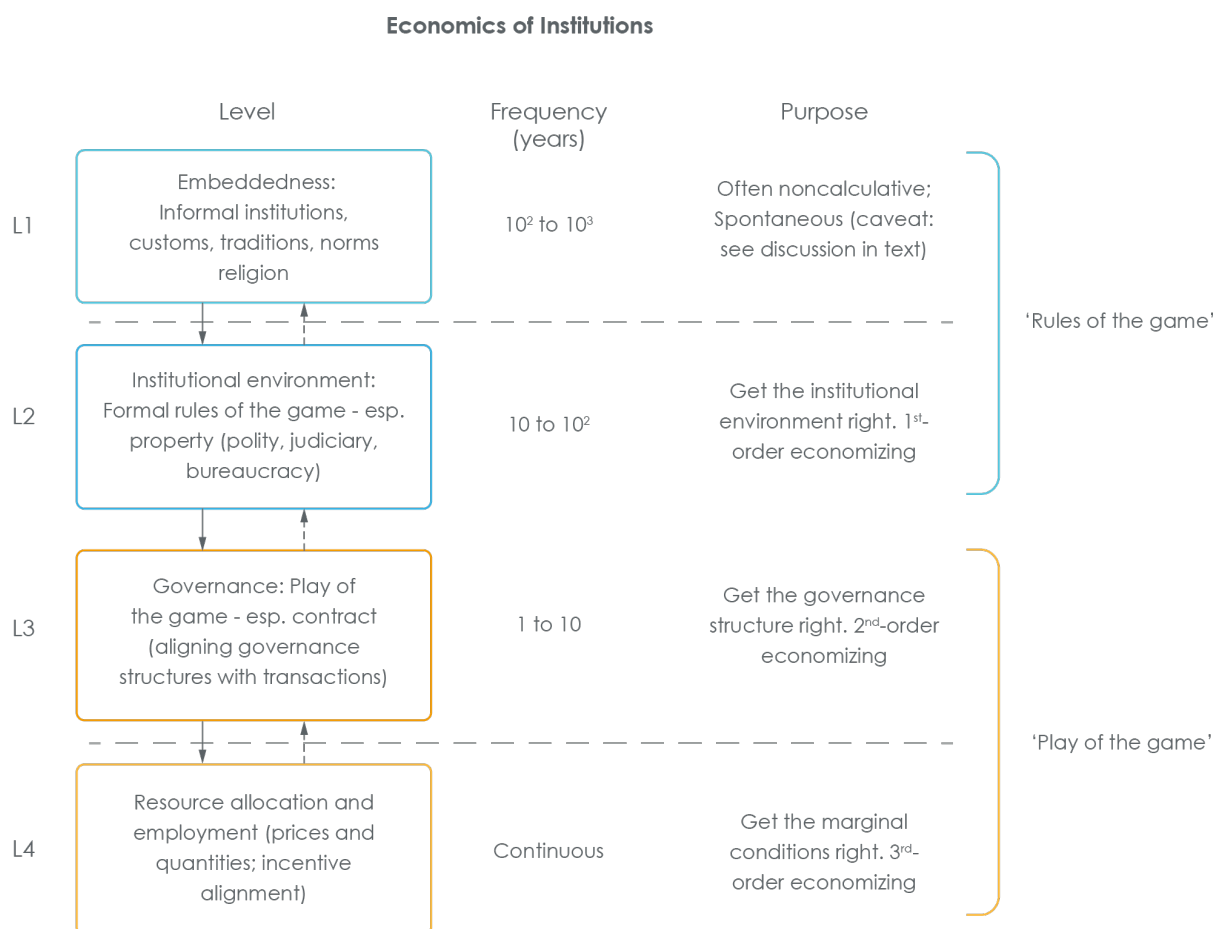 Economics of Institutions
Level
Frequency
(years)
Purpose
L1
Embeddedness:
Informal institutions,
customs, traditions, norms
religion
10² to 10³
Often noncalculative;
Spontaneous (caveat:
see discussion in text)
'Rules of the game'
L2
Institutional environment:
Formal rules of the game - esp.
property (polity, judiciary,
bureaucracy)
10 to 10²
Get the institutional
environment right. 1ˢᵗ-
order economizing
L3
Governance: Play of
the game - esp. contract
(aligning governance
structures with transactions)
1 to 10
Get the governance
structure right. 2ⁿᵈ-order
economizing
'Play of the game'
L4
Resource allocation and
employment (prices and
quantities; incentive
alignment)
Continuous
Get the marginal
conditions right. 3ʳᵈ-
order economizing